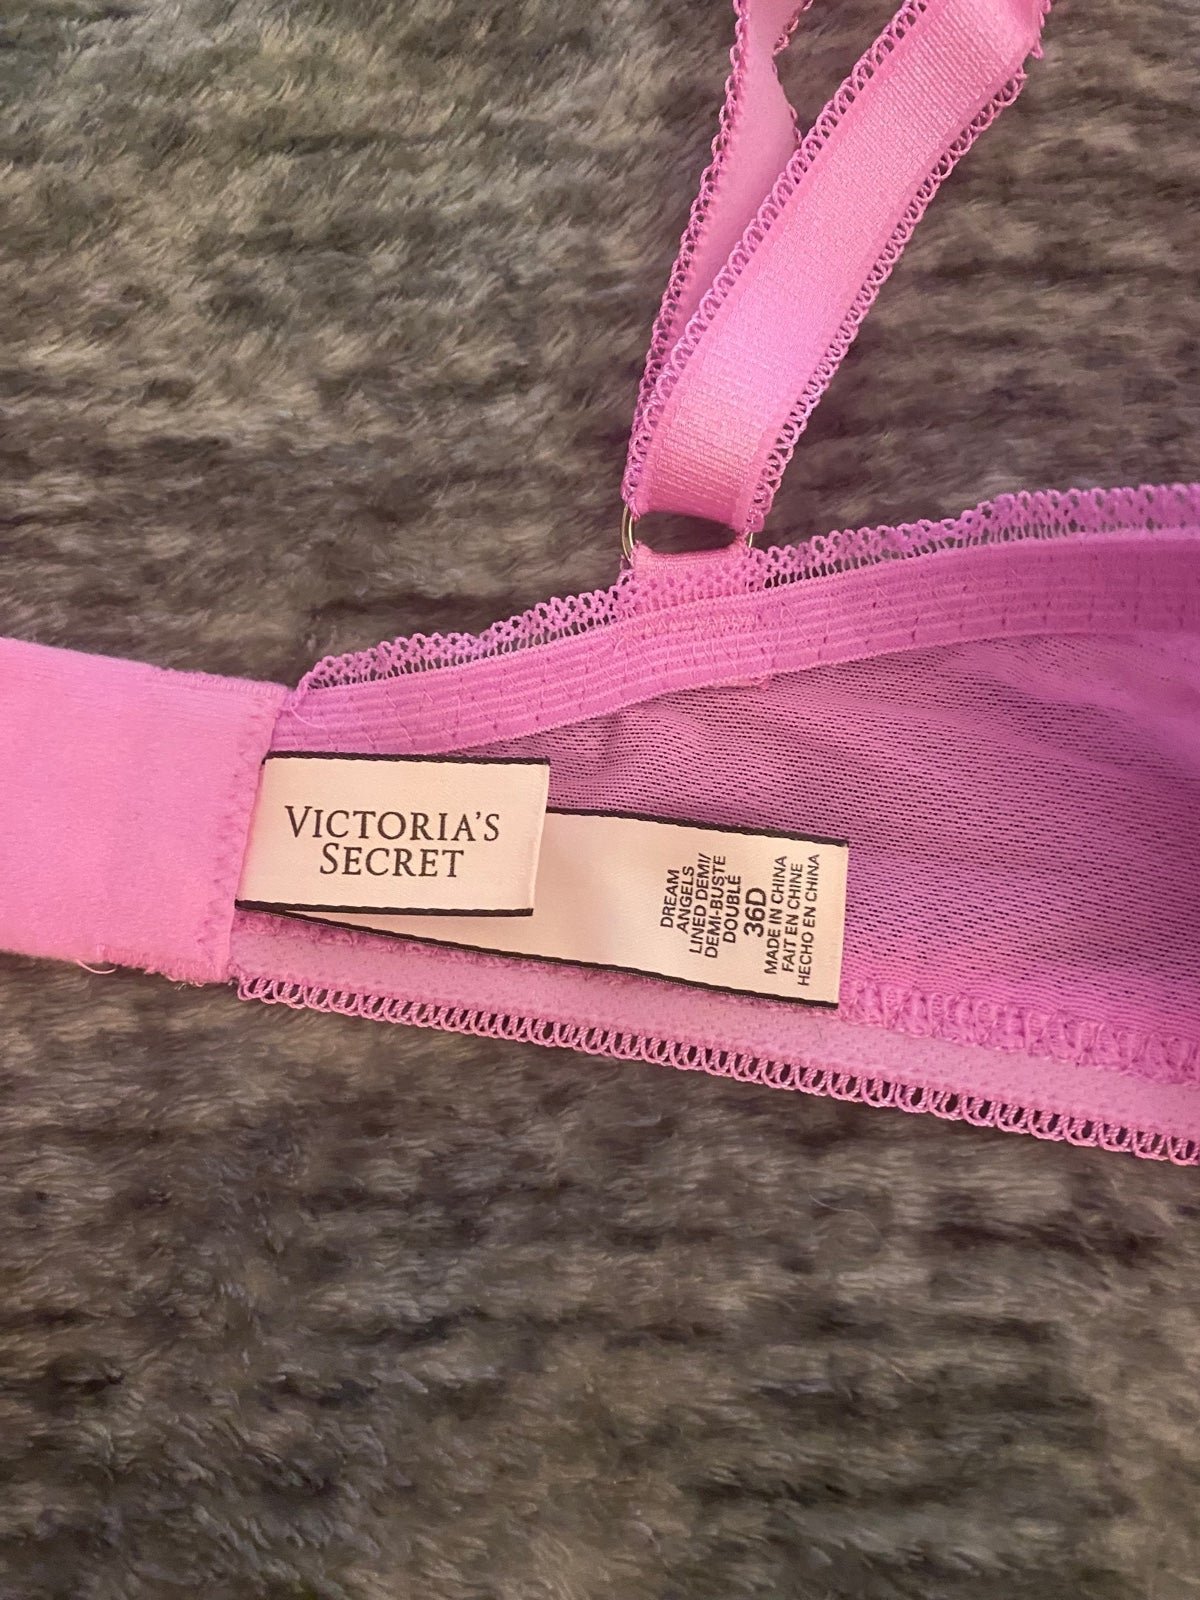 VICTORIA'S
SECRET
DREAM
ANGELS
LINED DEMI/
DEMI-BUSTE
DOUBLÉ
36D
MADE IN CHINA
FAIT EN CHINE
HECHO EN CHINA